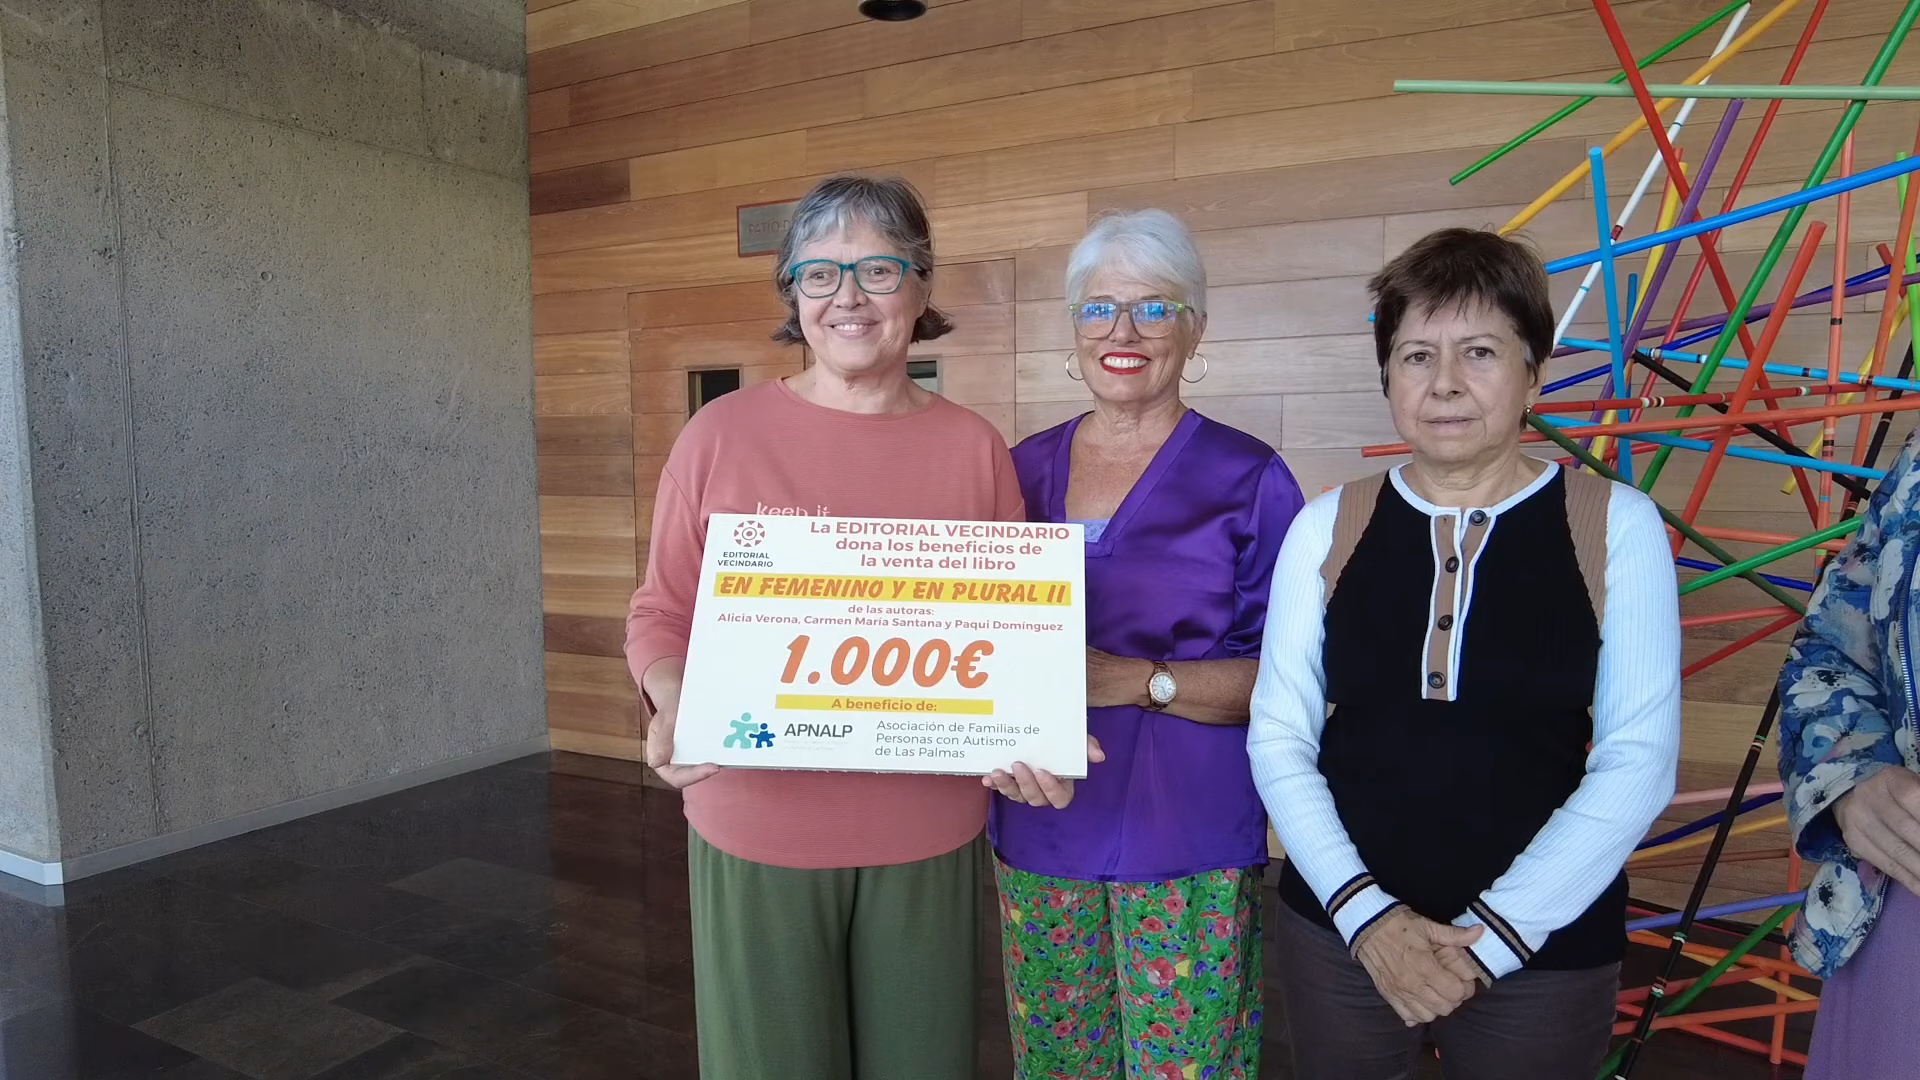 PATIO D
keep it
EDITORIAL
VECINDARIO
La EDITORIAL VECINDARIO
dona los beneficios de
la venta del libro
EN FEMENINO Y EN PLURAL II
de las autoras:
Alicia Verona, Carmen María Santana y Paqui Domínguez
1.000€
A beneficio de:
APNALP
Asociación de Familias de
Personas con Autismo
de Las Palmas